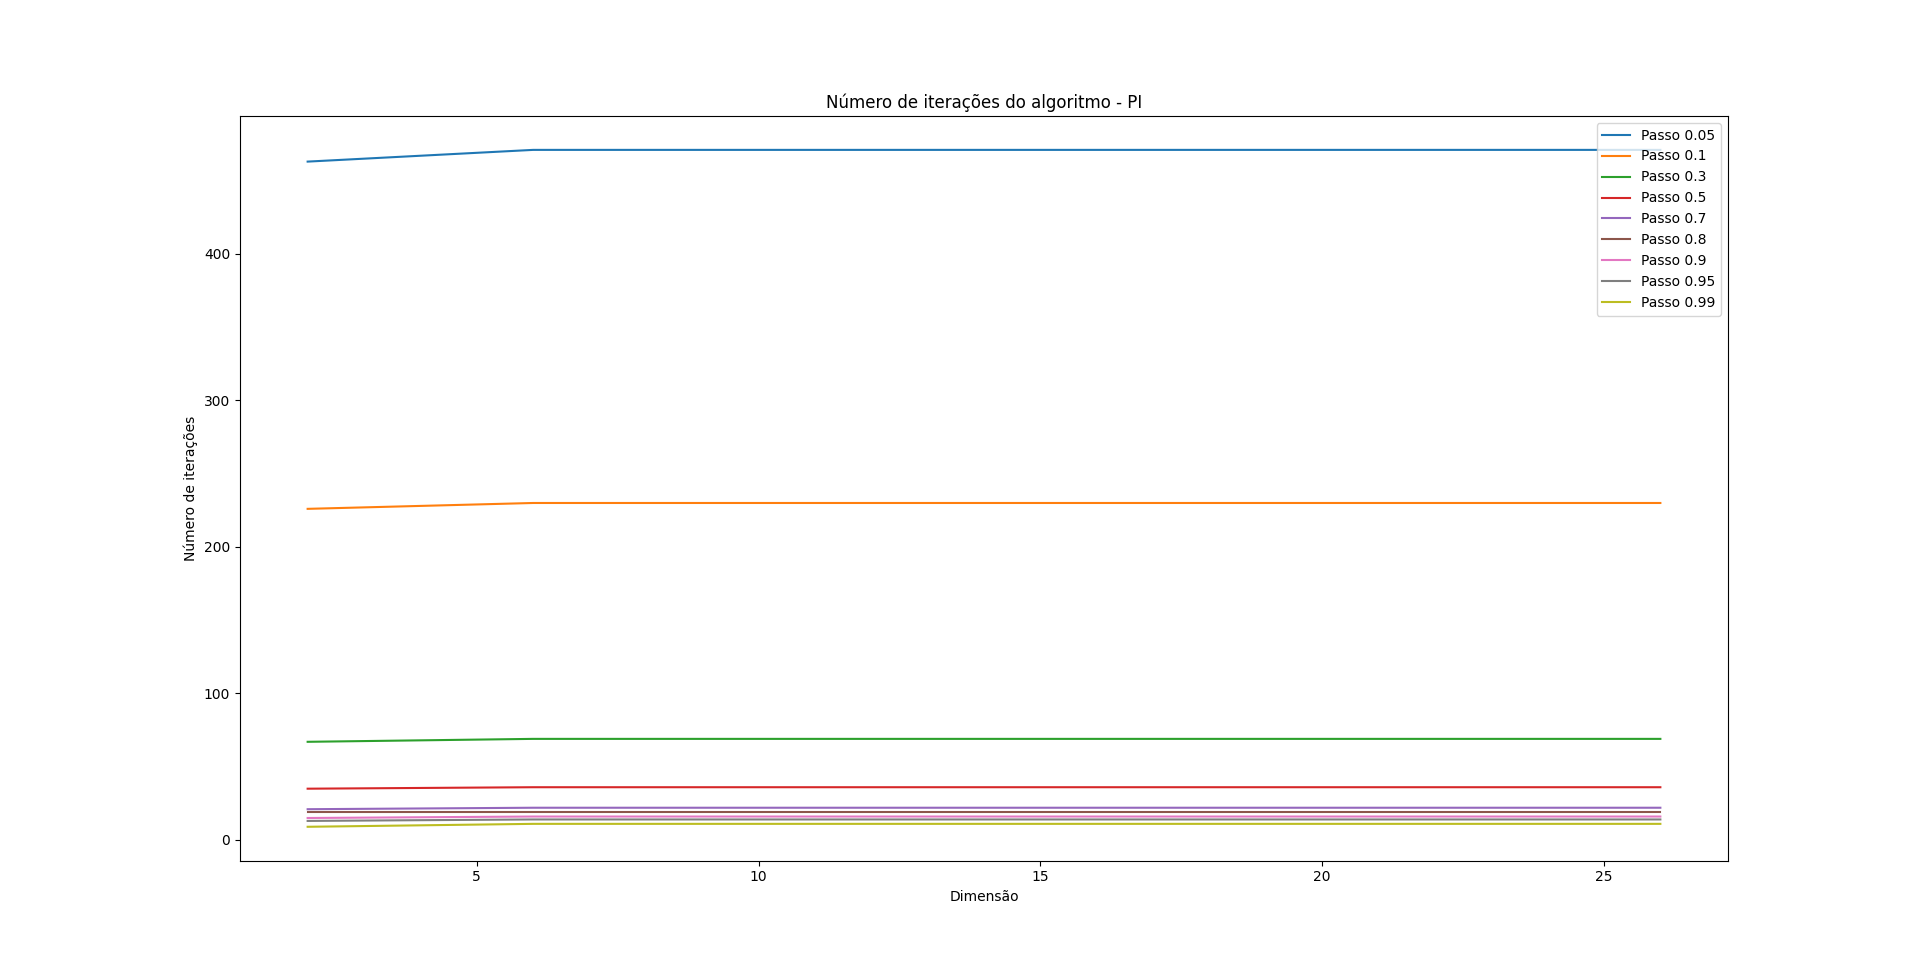 Número de iterações do algoritmo - PI
Passo 0.05
Passo 0.1
Passo 0.3
Passo 0.5
Passo 0.7
Passo 0.8
Passo 0.9
Passo 0.95
Passo 0.99
Número de iterações
400
300
200
100
0
5
10
15
20
25
Dimensão